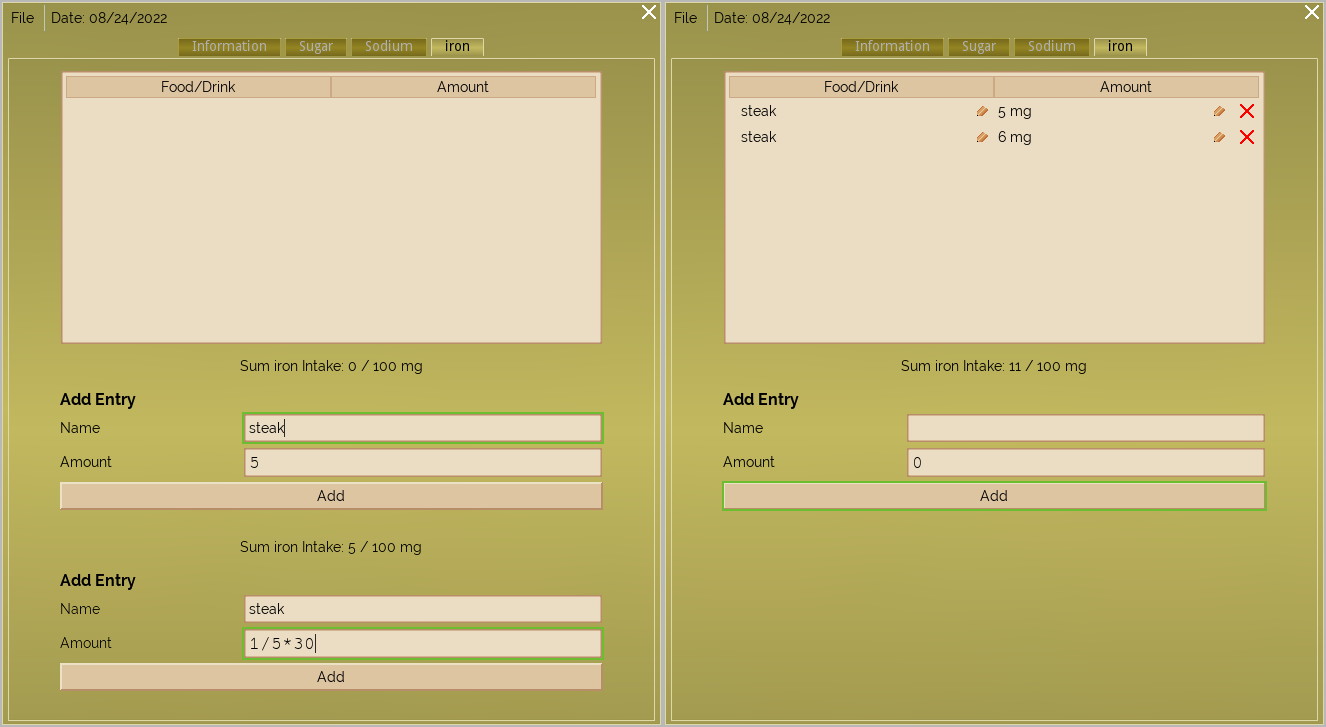 File Date: 08/24/2022
Information Sugar Sodium iron
Food/Drink Amount
Sum iron Intake: 0 / 100 mg
Add Entry
Name steak
Amount 5
Add
Sum iron Intake: 5 / 100 mg
Add Entry
Name steak
Amount 1/5*30
Add
File Date: 08/24/2022
Information Sugar Sodium iron
Food/Drink Amount
steak 5 mg
steak 6 mg
Sum iron Intake: 11 / 100 mg
Add Entry
Name
Amount 0
Add